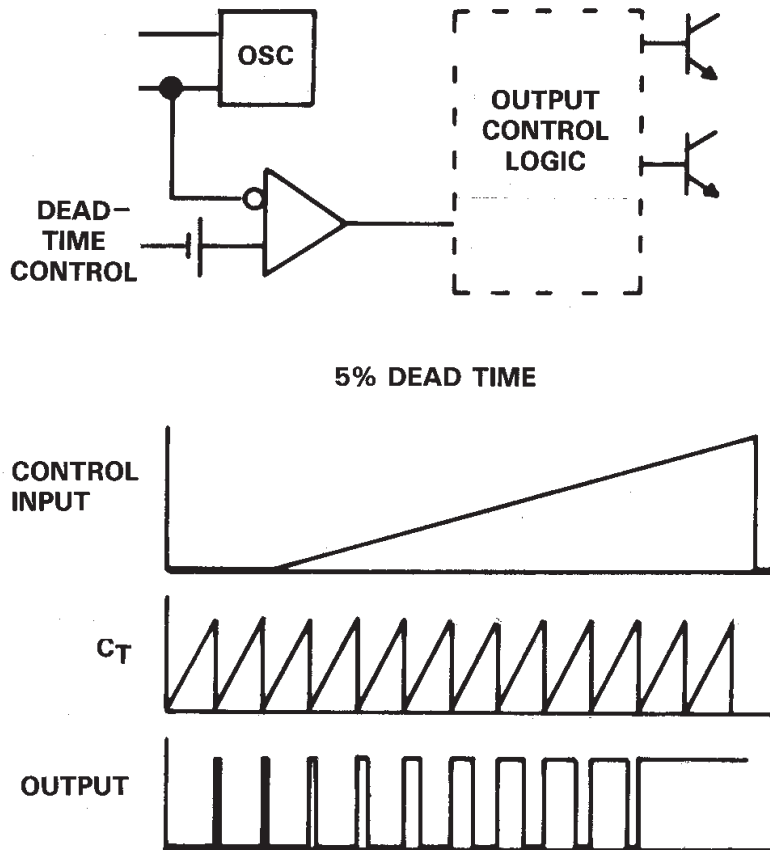 OSC
OUTPUT
CONTROL
LOGIC
DEAD-
TIME
CONTROL
5% DEAD TIME
CONTROL
INPUT
CT
OUTPUT